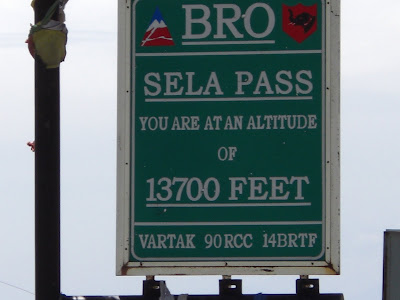 BRO
SELA PASS
YOU ARE AT AN ALTITUDE
OF
13700 FEET
VARTAK 90RCC 14BRTF